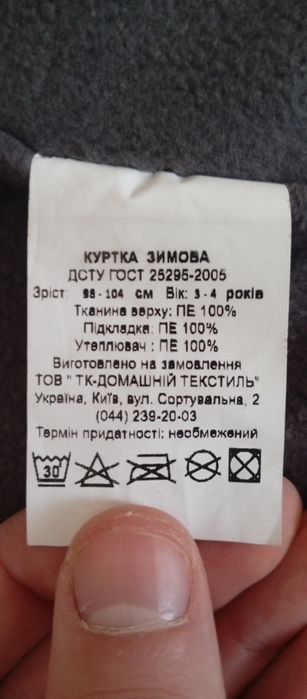 КУРТКА ЗИМОВА
ДСТУ ГОСТ 25295-2005
Зріст: 98-104 см Вік: 3-4 років
Тканина верху: ПЕ 100%
Підкладка: ПЕ 100%
Утеплювач : ПЕ 100%
Виготовлено на замовлення
ТОВ " ТК-ДОМАШНІЙ ТЕКСТИЛЬ"
Україна, Київ, вул. Сортувальна, 2
(044) 239-20-03
Термін придатності: необмежений
30